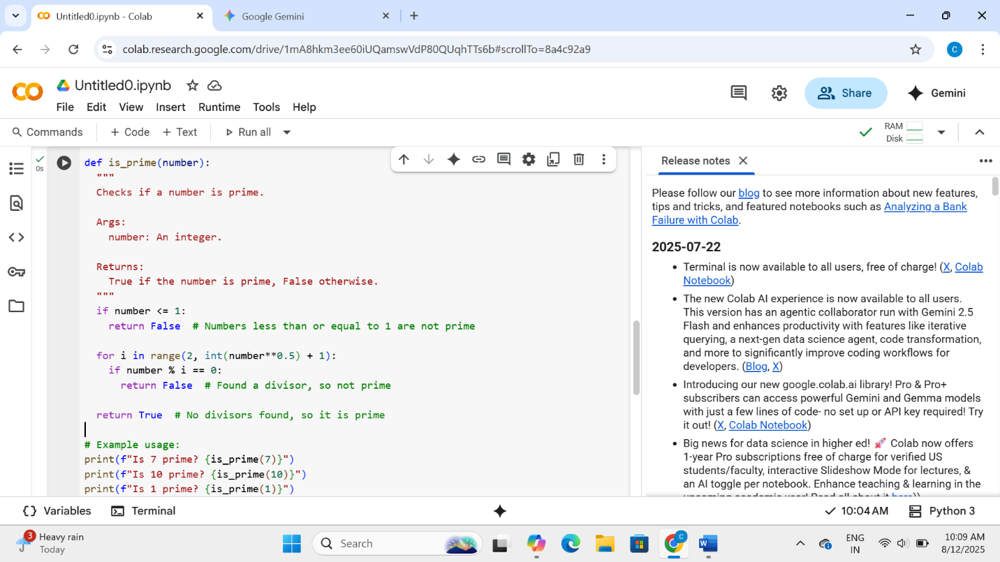 Untitled0.ipynb - Colab
Google Gemini
colab.research.google.com/drive/1mA8hkm3ee60iUQamswVdP80QUqhTTs6b#scrollTo=8a4c92a9
C
Untitled0.ipynb
File Edit View Insert Runtime Tools Help
Share
Gemini
Commands + Code + Text Run all
RAM
Disk
0s
def is_prime(number):
"""
Checks if a number is prime.
Args:
number: An integer.
Returns:
True if the number is prime, False otherwise.
"""
if number <= 1:
return False # Numbers less than or equal to 1 are not prime
for i in range(2, int(number**0.5) + 1):
if number % i == 0:
return False # Found a divisor, so not prime
return True # No divisors found, so it is prime
# Example usage:
print(f"Is 7 prime? {is_prime(7)}")
print(f"Is 10 prime? {is_prime(10)}")
print(f"Is 1 prime? {is_prime(1)}")
Release notes
Please follow our blog to see more information about new features,
tips and tricks, and featured notebooks such as Analyzing a Bank
Failure with Colab.
2025-07-22
• Terminal is now available to all users, free of charge! (X, Colab
Notebook)
• The new Colab AI experience is now available to all users.
This version has an agentic collaborator run with Gemini 2.5
Flash and enhances productivity with features like iterative
querying, a next-gen data science agent, code transformation,
and more to significantly improve coding workflows for
developers. (Blog, X)
• Introducing our new google.colab.ai library! Pro & Pro+
subscribers can access powerful Gemini and Gemma models
with just a few lines of code- no set up or API key required! Try
it out! (X, Colab Notebook)
• Big news for data science in higher ed! 🚀 Colab now offers
1-year Pro subscriptions free of charge for verified US
students/faculty, interactive Slideshow Mode for lectures, &
an AI toggle per notebook. Enhance teaching & learning in the
upcoming academic year! Read all about it here))
Variables
Terminal
10:04 AM
Python 3
3
Heavy rain
Today
Search
C
W
ENG
IN
10:09 AM
8/12/2025